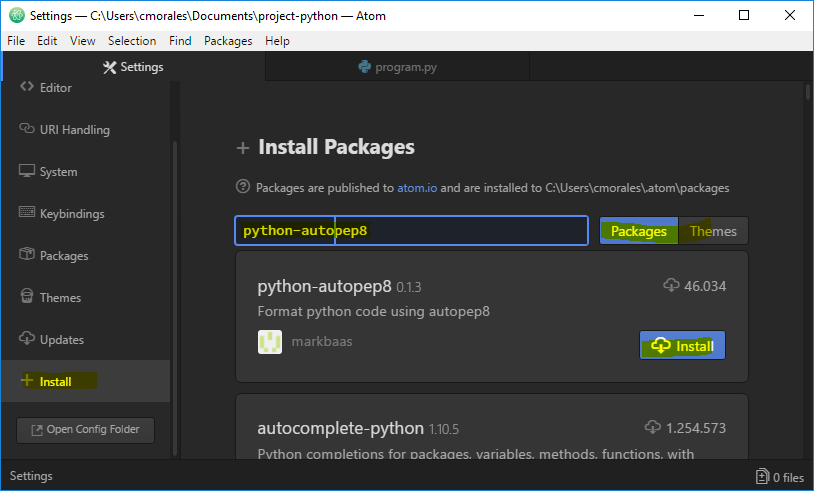 Settings — C:\Users\cmorales\Documents\project-python — Atom
File Edit View Selection Find Packages Help
Settings
program.py
Editor
URI Handling
System
Keybindings
Packages
Themes
Updates
Install
Open Config Folder
Install Packages
Packages are published to atom.io and are installed to C:\Users\cmorales\.atom\packages
python-autopep8
Packages Themes
python-autopep8 0.1.3
46.034
Format python code using autopep8
markbaas
Install
autocomplete-python 1.10.5
1.254.573
Python completions for packages, variables, methods, functions, with
Settings
0 files